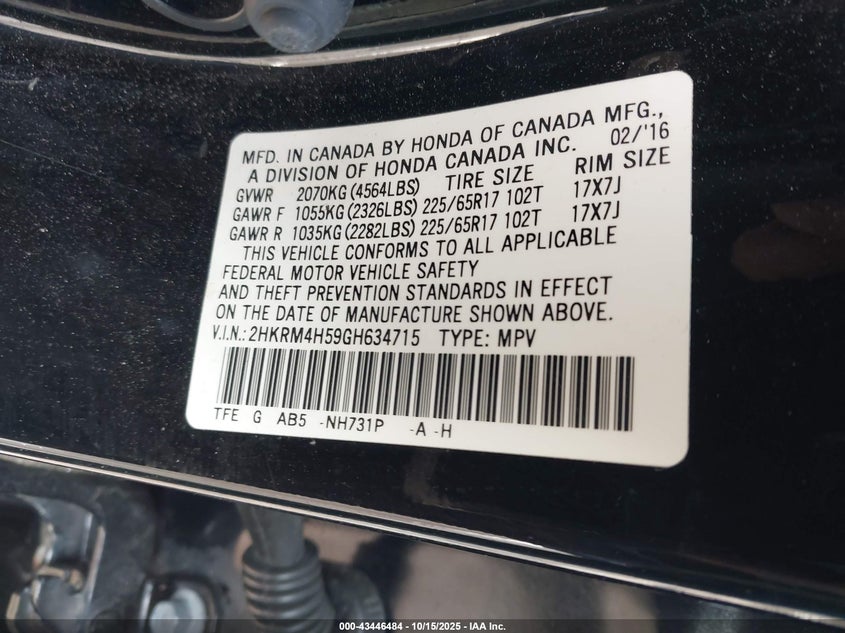 MFD. IN CANADA BY HONDA OF CANADA MFG.,
A DIVISION OF HONDA CANADA INC. 02/'16
GVWR 2070KG (4564LBS) TIRE SIZE RIM SIZE
GAWR F 1055KG (2326LBS) 225/65R17 102T 17X7J
GAWR R 1035KG (2282LBS) 225/65R17 102T 17X7J
THIS VEHICLE CONFORMS TO ALL APPLICABLE
FEDERAL MOTOR VEHICLE SAFETY
AND THEFT PREVENTION STANDARDS IN EFFECT
ON THE DATE OF MANUFACTURE SHOWN ABOVE.
V.I.N.: 2HKRM4H59GH634715 TYPE: MPV
TFE G AB5 -NH731P -A -H
000-43446484 - 10/15/2025 - IAA Inc.